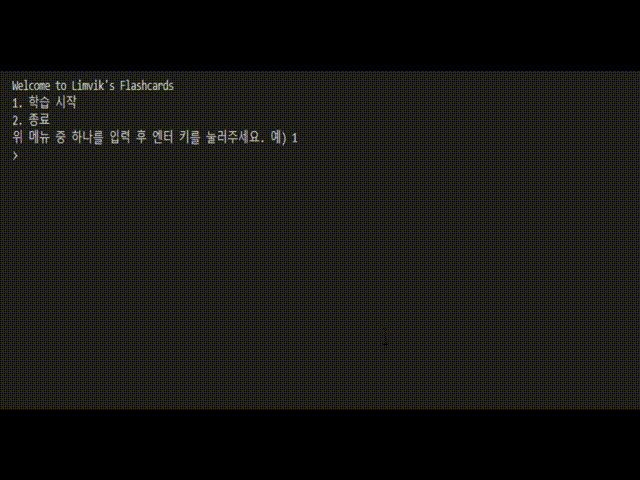 Welcome to Limvik's Flashcards
1. 학습 시작
2. 종료
위 메뉴 중 하나를 입력 후 엔터 키를 눌러주세요. 예) 1
>